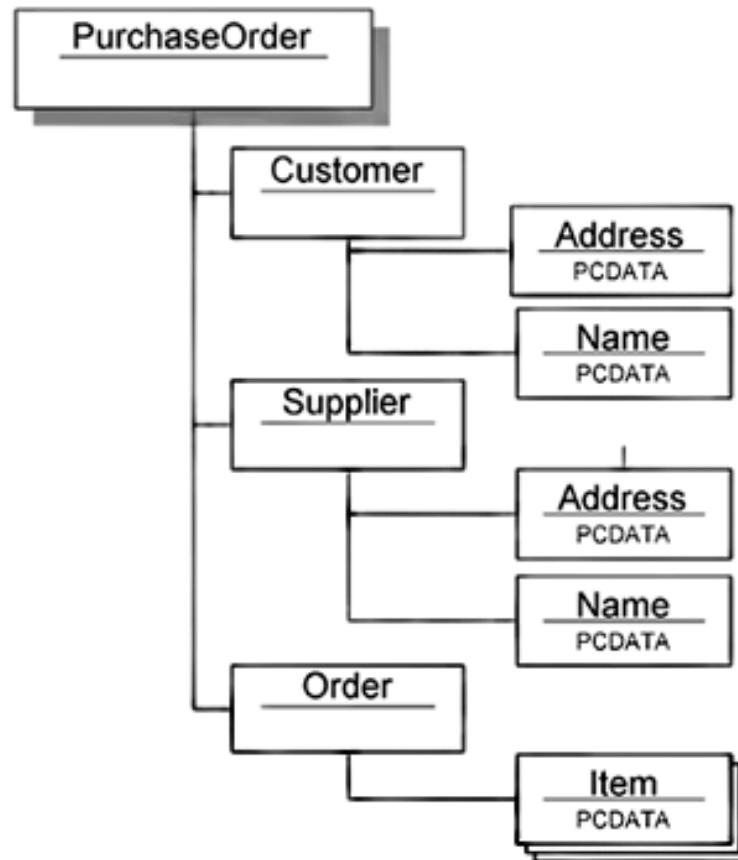 PurchaseOrder
Customer
Address
PCDATA
Name
PCDATA
Supplier
Address
PCDATA
Name
PCDATA
Order
Item
PCDATA